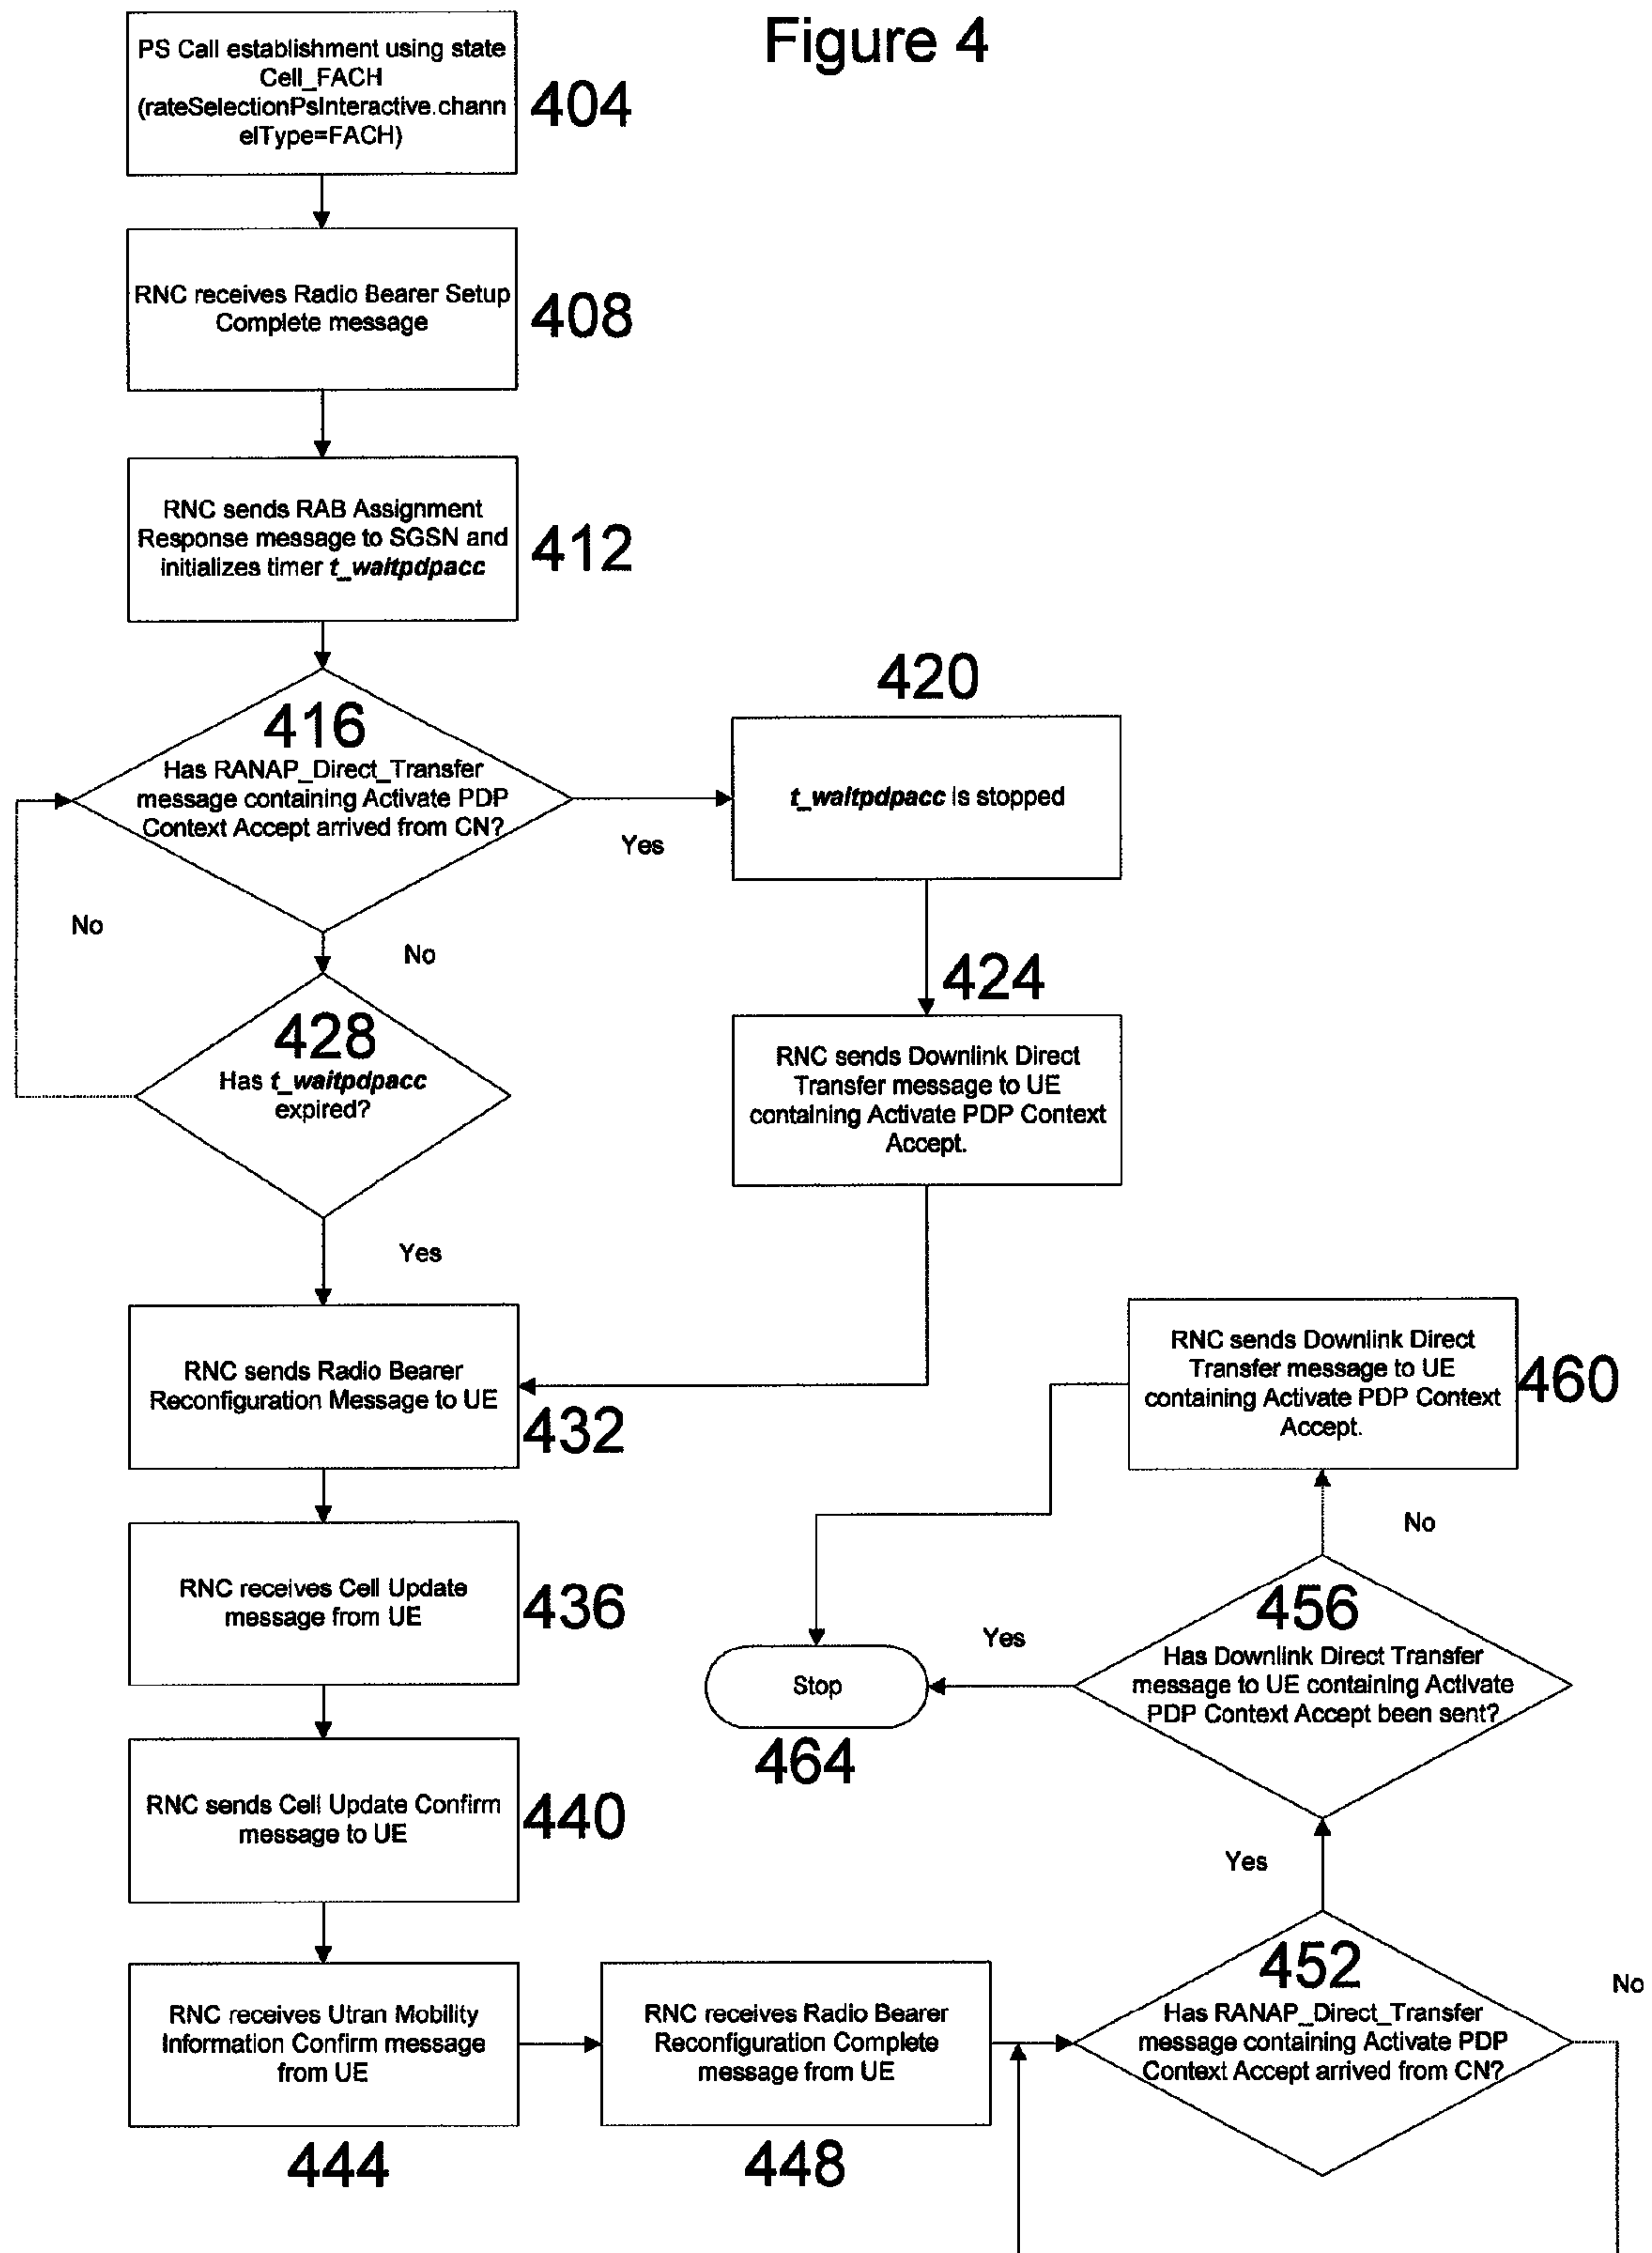 Figure 4
PS Call establishment using state
Cell_FACH
(rateSelectionPsInteractive.chann
elType=FACH)
404
RNC receives Radio Bearer Setup
Complete message
408
RNC sends RAB Assignment
Response message to SGSN and
initializes timer t_waitpdpacc
412
416
Has RANAP_Direct_Transfer
message containing Activate PDP
Context Accept arrived from CN?
Yes
No
No
420
t_waitpdpacc is stopped
424
RNC sends Downlink Direct
Transfer message to UE
containing Activate PDP Context
Accept.
428
Has t_waitpdpacc
expired?
Yes
RNC sends Radio Bearer
Reconfiguration Message to UE
432
RNC receives Cell Update
message from UE
436
RNC sends Cell Update Confirm
message to UE
440
RNC receives Utran Mobility
Information Confirm message
from UE
444
RNC receives Radio Bearer
Reconfiguration Complete
message from UE
448
452
Has RANAP_Direct_Transfer
message containing Activate PDP
Context Accept arrived from CN?
No
Yes
456
Has Downlink Direct Transfer
message to UE containing Activate
PDP Context Accept been sent?
No
Yes
RNC sends Downlink Direct
Transfer message to UE
containing Activate PDP Context
Accept.
460
Stop
464